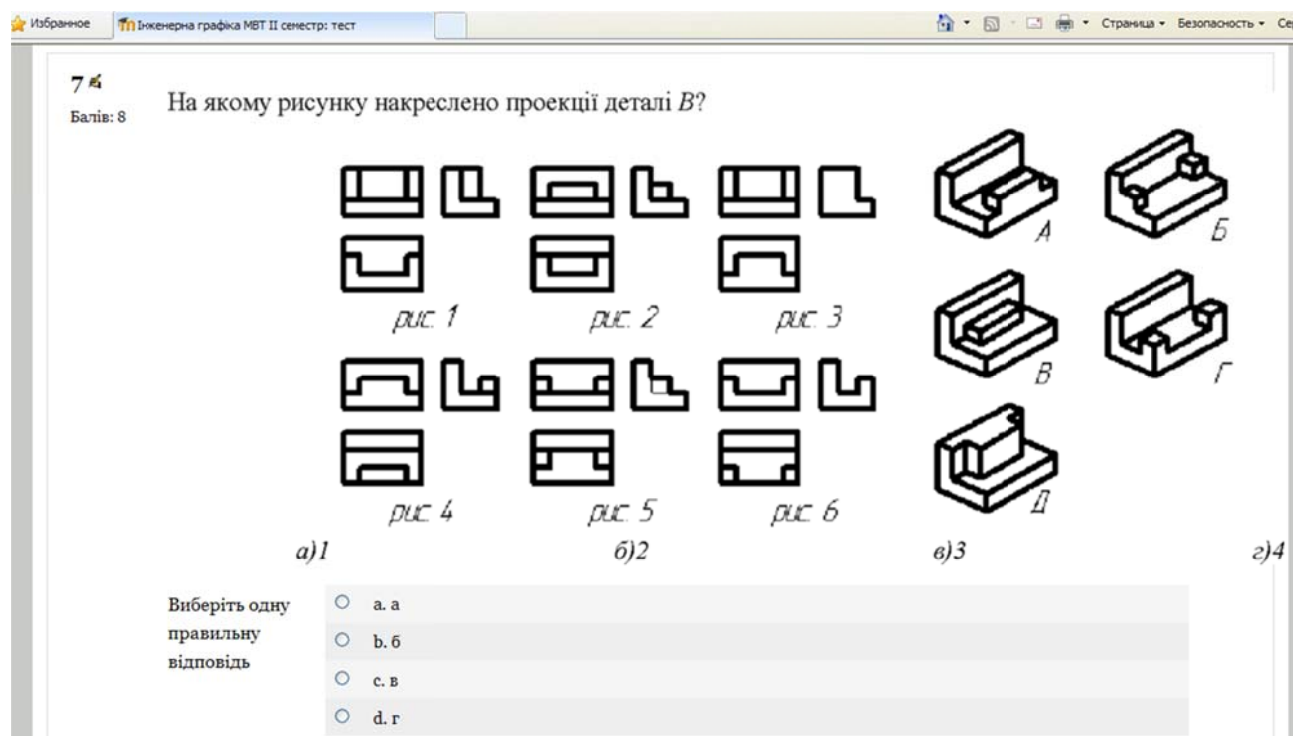 Избранное
Інженерна графіка МВТ ІІ семестр: тест
Страница
Безопасность
7
Балів: 8
На якому рисунку накреслено проекції деталі В?
А
Б
рис. 1
рис. 2
рис. 3
В
Г
Д
рис. 4
рис. 5
рис. 6
а)1
б)2
в)3
г)4
Виберіть одну
правильну
відповідь
a. а
b. б
c. в
d. г